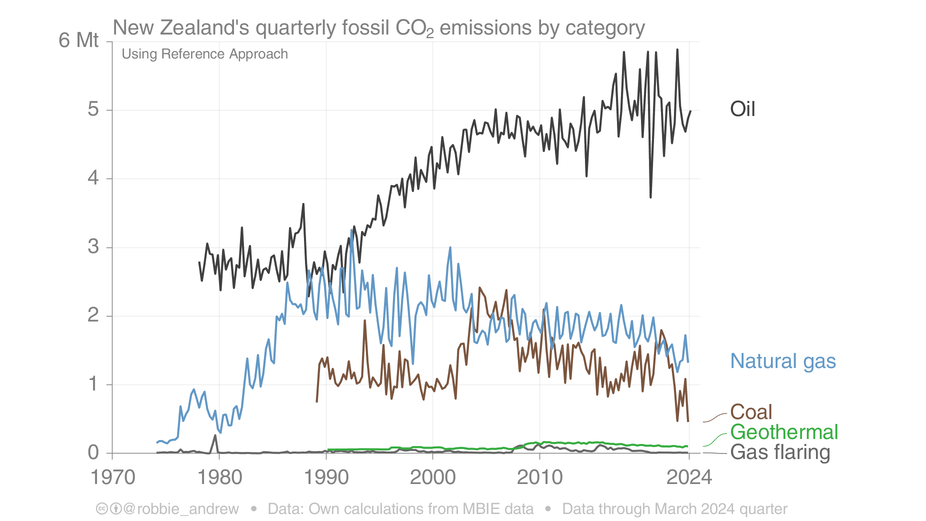 New Zealand's quarterly fossil CO₂ emissions by category
6 Mt
Using Reference Approach
5
Oil
4
3
2
Natural gas
1
Coal
Geothermal
0
Gas flaring
1970 1980 1990 2000 2010 2024
@robbie_andrew • Data: Own calculations from MBIE data • Data through March 2024 quarter